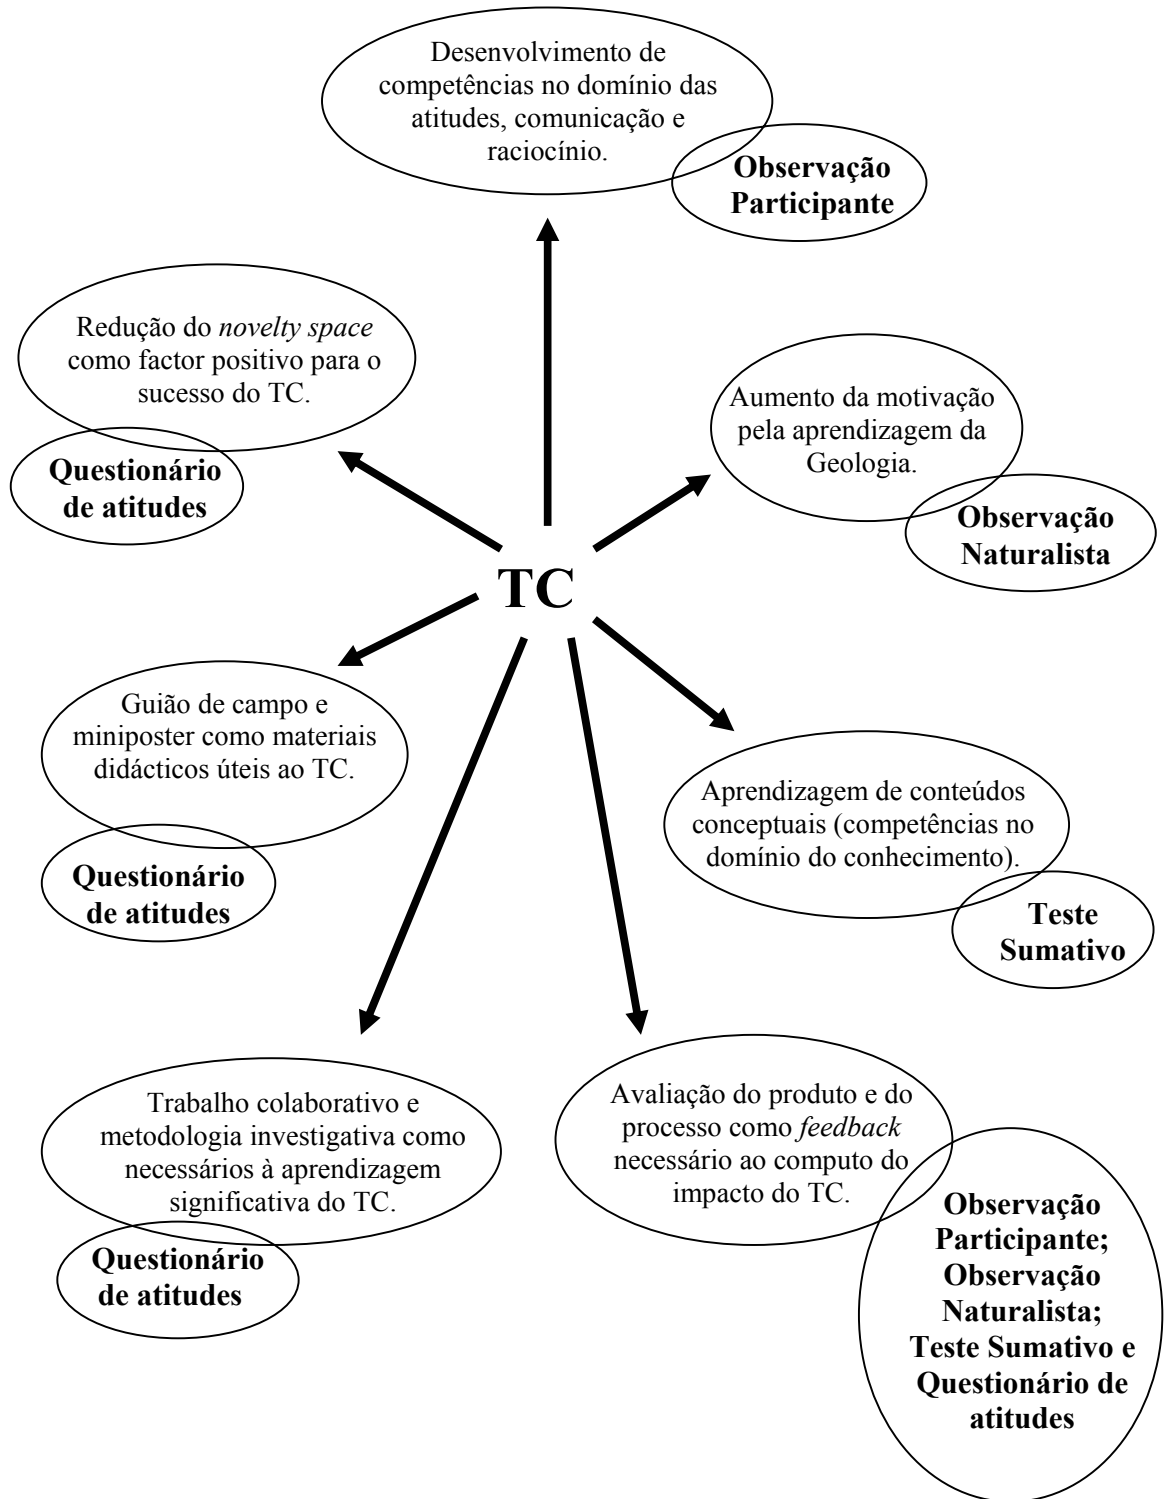 Desenvolvimento de
competências no domínio das
atitudes, comunicação e
raciocínio.
Observação
Participante
Redução do novelty space
como factor positivo para o
sucesso do TC.
Questionário
de atitudes
Aumento da motivação
pela aprendizagem da
Geologia.
Observação
Naturalista
TC
Guião de campo e
miniposter como materiais
didácticos úteis ao TC.
Questionário
de atitudes
Aprendizagem de conteúdos
conceptuais (competências no
domínio do conhecimento).
Teste
Sumativo
Trabalho colaborativo e
metodologia investigativa como
necessários à aprendizagem
significativa do TC.
Questionário
de atitudes
Avaliação do produto e do
processo como feedback
necessário ao computo do
impacto do TC.
Observação
Participante;
Observação
Naturalista;
Teste Sumativo e
Questionário de
atitudes